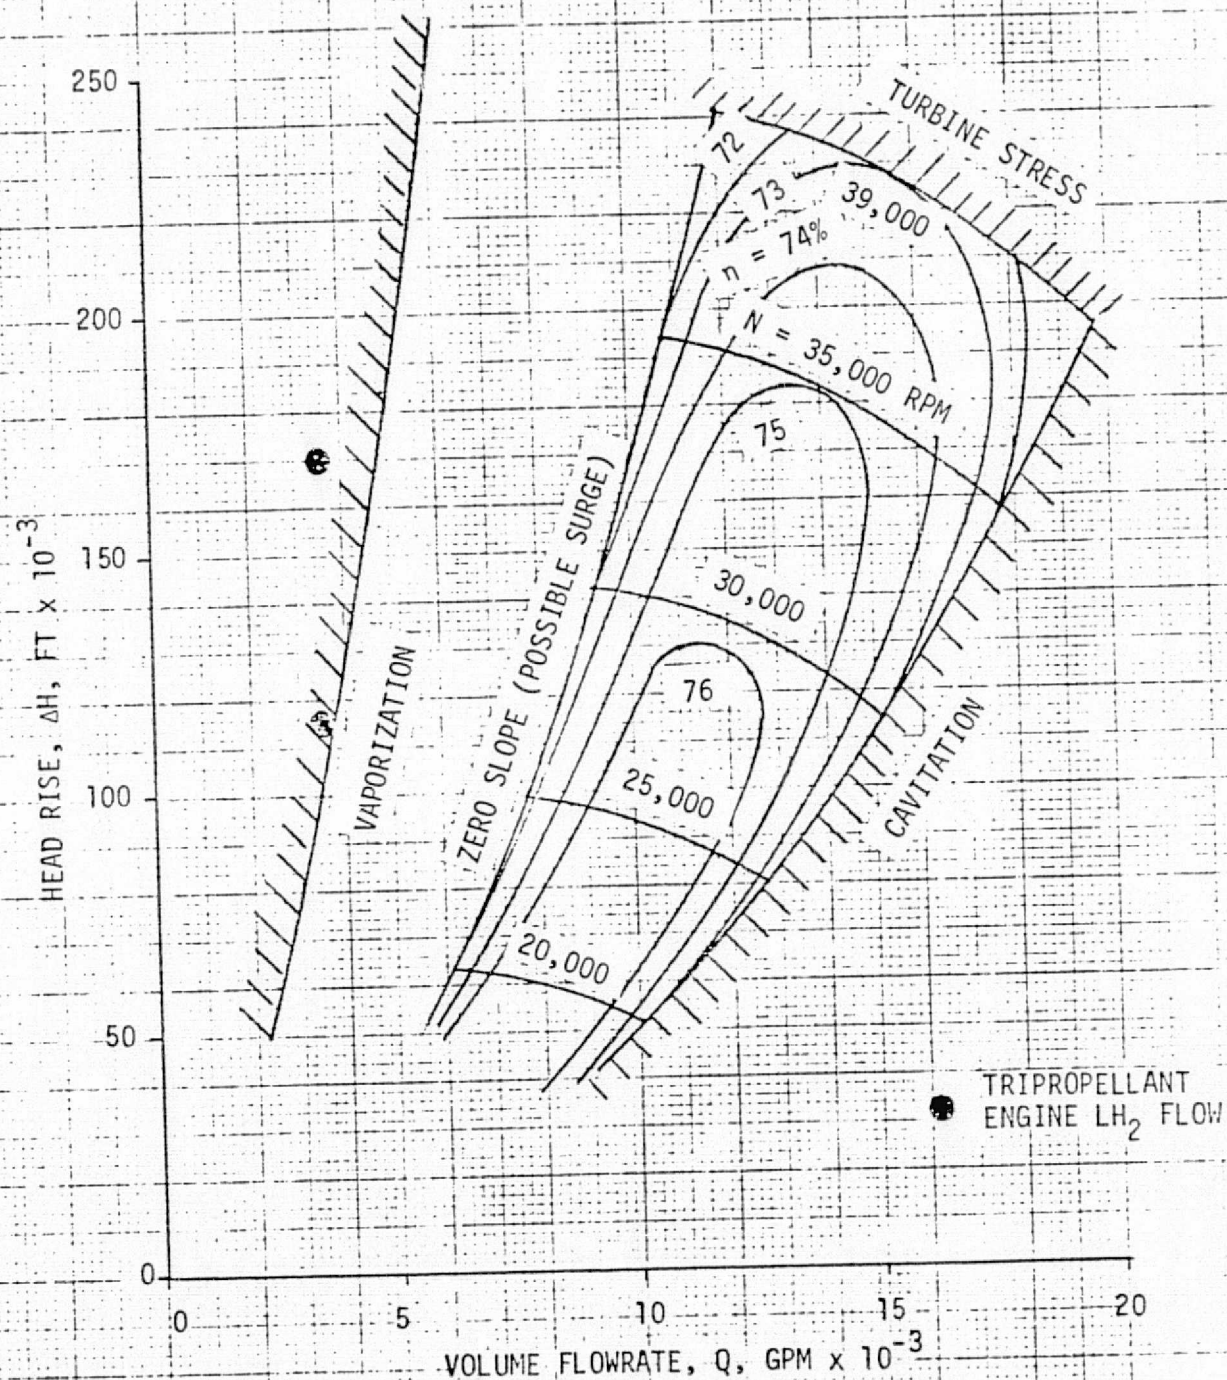 TURBINE STRESS
250
200
150
100
50
0
HEAD RISE, ΔH, FT x 10⁻³
72
73
39,000
η = 74%
N = 35,000 RPM
75
30,000
76
25,000
20,000
ZERO SLOPE (POSSIBLE SURGE)
VAPORIZATION
CAVITATION
TRIPROPELLANT
ENGINE LH₂ FLOW
0 5 10 15 20
VOLUME FLOWRATE, Q, GPM x 10⁻³